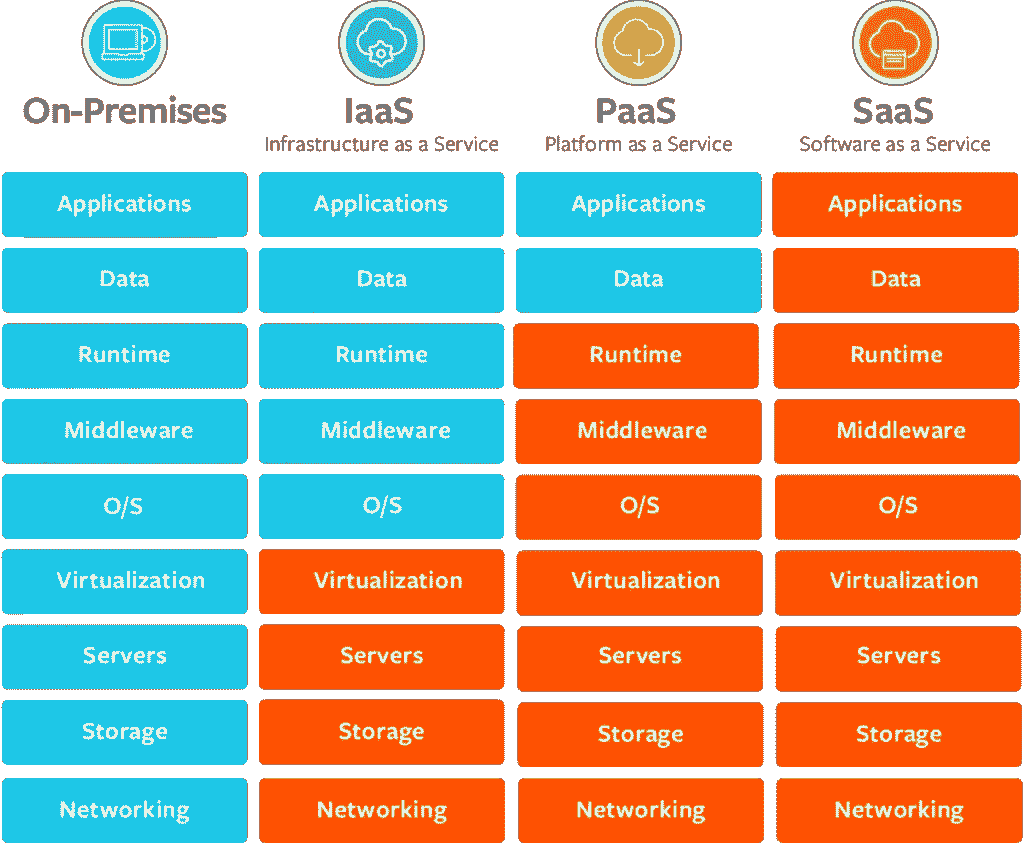 On-Premises
IaaS
Infrastructure as a Service
PaaS
Platform as a Service
SaaS
Software as a Service
Applications
Applications
Applications
Applications
Data
Data
Data
Data
Runtime
Runtime
Runtime
Runtime
Middleware
Middleware
Middleware
Middleware
O/S
O/S
O/S
O/S
Virtualization
Virtualization
Virtualization
Virtualization
Servers
Servers
Servers
Servers
Storage
Storage
Storage
Storage
Networking
Networking
Networking
Networking